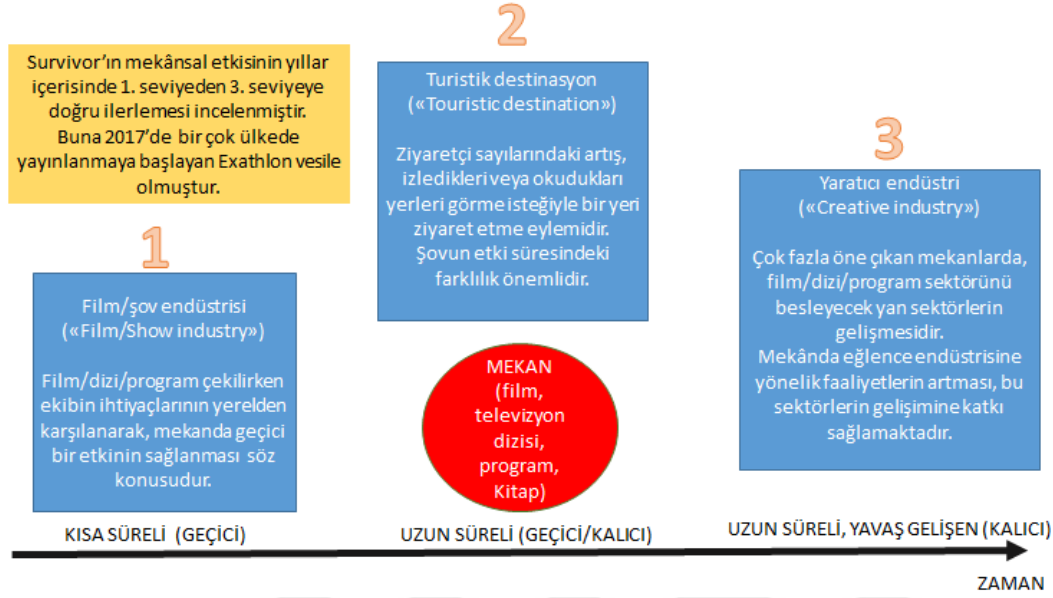 Survivor’ın mekânsal etkisinin yıllar
içerisinde 1. seviyeden 3. seviyeye
doğru ilerlemesi incelenmiştir.
Buna 2017’de bir çok ülkede
yayınlanmaya başlayan Exathlon vesile
olmuştur.
1
Film/şov endüstrisi
(«Film/Show industry»)
Film/dizi/program çekilirken
ekibin ihtiyaçlarının yerelden
karşılanarak, mekanda geçici
bir etkinin sağlanması söz
konusudur.
2
Turistik destinasyon
(«Touristic destination»)
Ziyaretçi sayılarındaki artış,
izledikleri veya okudukları
yerleri görme isteğiyle bir yeri
ziyaret etme eylemidir.
Şovun etki süresindeki
farklılık önemlidir.
MEKAN
(film,
televizyon
dizisi,
program,
Kitap)
3
Yaratıcı endüstri
(«Creative industry»)
Çok fazla öne çıkan mekanlarda,
film/dizi/program sektörünü
besleyecek yan sektörlerin
gelişmesidir.
Mekânda eğlence endüstrisine
yönelik faaliyetlerin artması, bu
sektörlerin gelişimine katkı
sağlamaktadır.
KISA SÜRELİ (GEÇİCİ)
UZUN SÜRELİ (GEÇİCİ/KALICI)
UZUN SÜRELİ, YAVAŞ GELİŞEN (KALICI)
ZAMAN